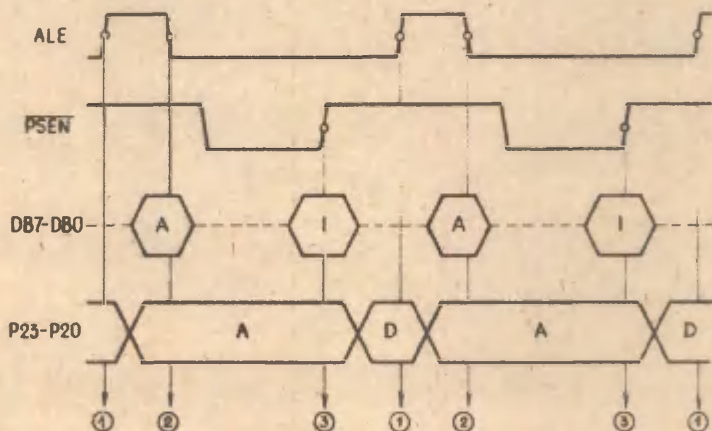 ALE
PSEN
DB7-DB0 A I A I
P23-P20 A D A D
① ② ③ ① ② ③ ①